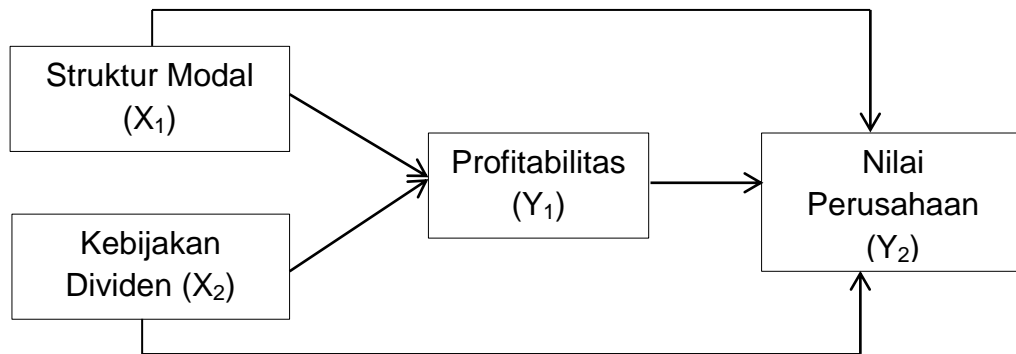 Struktur Modal
(X₁)
Profitabilitas
(Y₁)
Nilai
Perusahaan
(Y₂)
Kebijakan
Dividen (X₂)